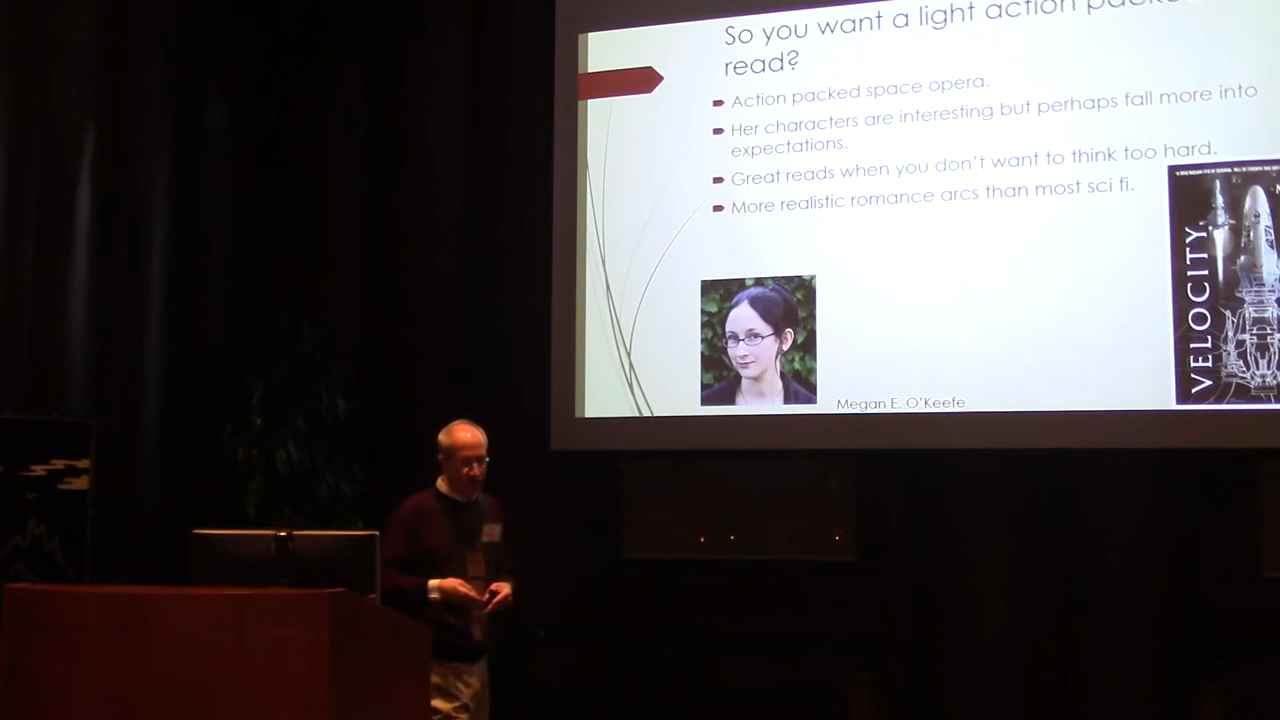 So you want a light action
read?
Action packed space opera.
Her characters are interesting but perhaps fall more into
expectations.
Great reads when you don't want to think too hard.
More realistic romance arcs than most sci fi.
VELOCITY
Megan E. O'Keefe